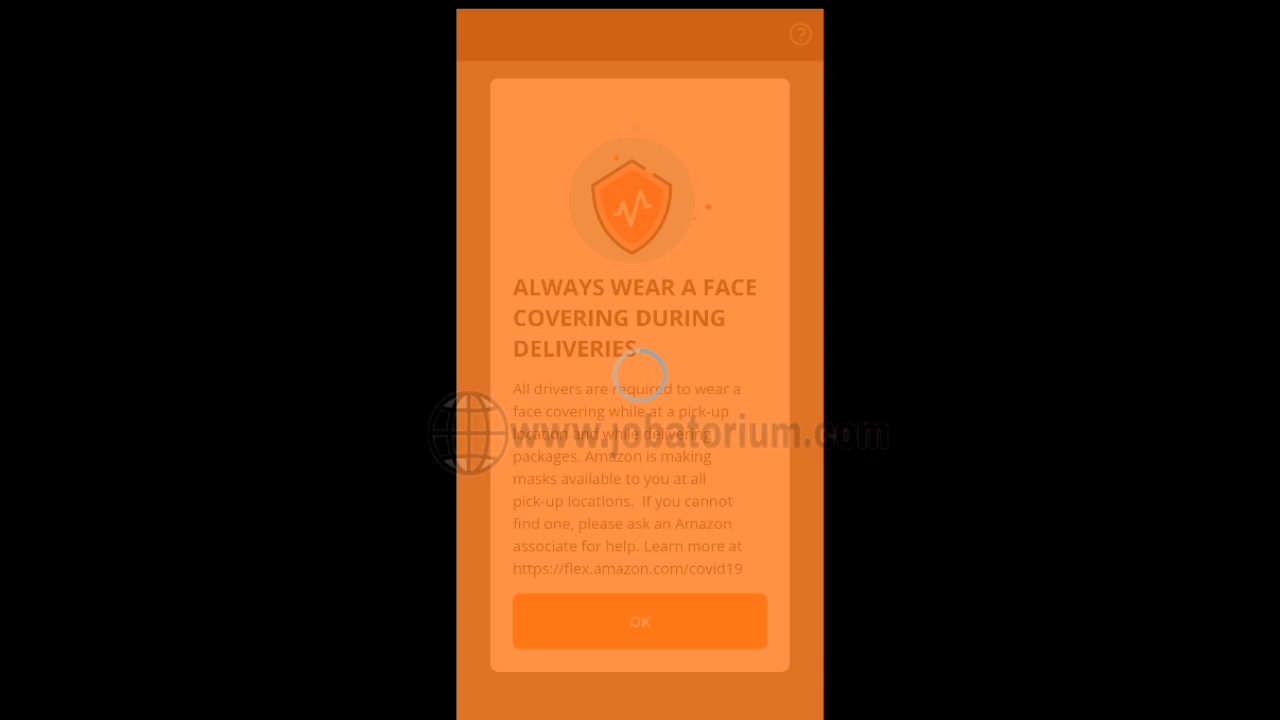 ?
ALWAYS WEAR A FACE
COVERING DURING
DELIVERIES
All drivers are required to wear a
face covering while at a pick-up
location and while delivering
www.jobatorium.com
packages. Amazon is making
masks available to you at all
pick-up locations.  If you cannot
find one, please ask an Amazon
associate for help. Learn more at
https://flex.amazon.com/covid19
OK